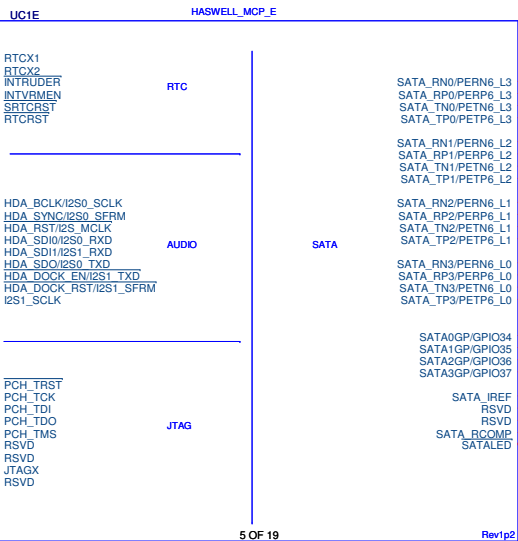 UC1E
HASWELL_MCP_E
RTCX1
RTCX2
INTRUDER
INTVRMEN
SRTCRST
RTCRST
RTC
HDA_BCLK/I2S0_SCLK
HDA_SYNC/I2S0_SFRM
HDA_RST/I2S_MCLK
HDA_SDI0/I2S0_RXD
HDA_SDI1/I2S1_RXD
HDA_SDO/I2S0_TXD
HDA_DOCK_EN/I2S1_TXD
HDA_DOCK_RST/I2S1_SFRM
I2S1_SCLK
AUDIO
PCH_TRST
PCH_TCK
PCH_TDI
PCH_TDO
PCH_TMS
RSVD
RSVD
JTAGX
RSVD
JTAG
SATA
SATA_RN0/PERN6_L3
SATA_RP0/PERP6_L3
SATA_TN0/PETN6_L3
SATA_TP0/PETP6_L3
SATA_RN1/PERN6_L2
SATA_RP1/PERP6_L2
SATA_TN1/PETN6_L2
SATA_TP1/PETP6_L2
SATA_RN2/PERN6_L1
SATA_RP2/PERP6_L1
SATA_TN2/PETN6_L1
SATA_TP2/PETP6_L1
SATA_RN3/PERN6_L0
SATA_RP3/PERP6_L0
SATA_TN3/PETN6_L0
SATA_TP3/PETP6_L0
SATA0GP/GPIO34
SATA1GP/GPIO35
SATA2GP/GPIO36
SATA3GP/GPIO37
SATA_IREF
RSVD
RSVD
SATA_RCOMP
SATALED
5 OF 19
Rev1p2